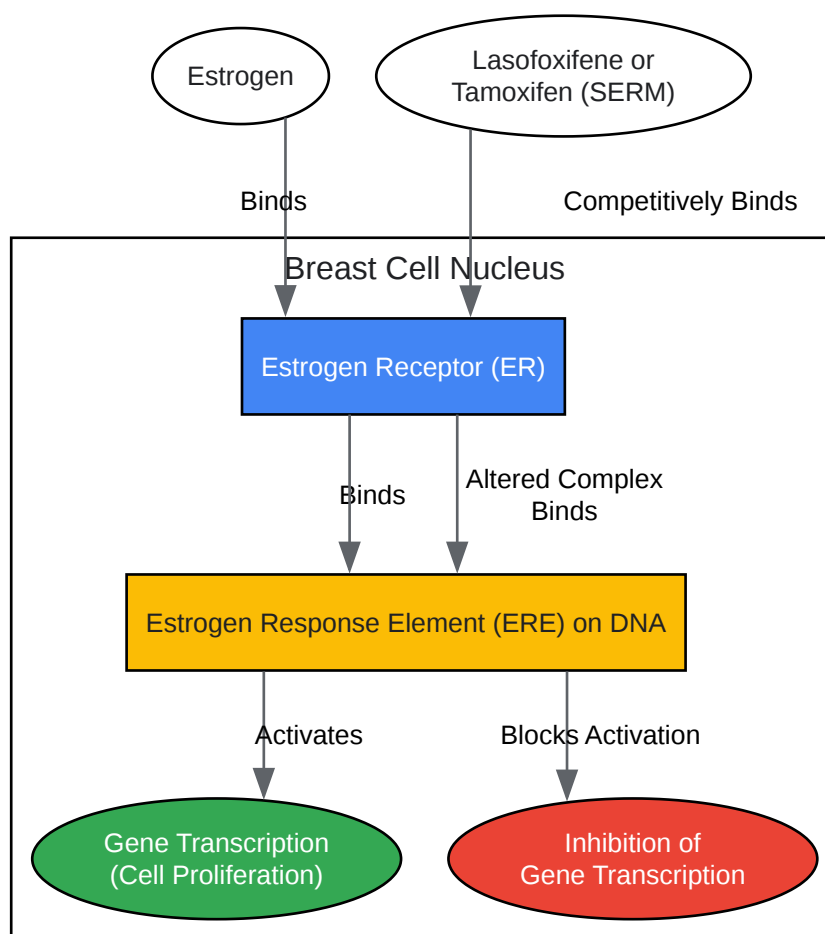 Estrogen
Lasofoxifene or
Tamoxifen (SERM)
Binds
Competitively Binds
Breast Cell Nucleus
Estrogen Receptor (ER)
Binds
Altered Complex
Binds
Estrogen Response Element (ERE) on DNA
Activates
Blocks Activation
Gene Transcription
(Cell Proliferation)
Inhibition of
Gene Transcription